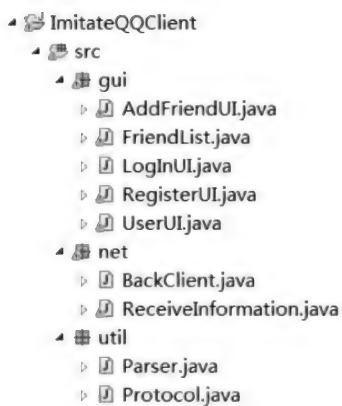 ImitateQQClient
src
gui
AddFriendUI.java
FriendList.java
LogInUI.java
RegisterUI.java
UserUI.java
net
BackClient.java
ReceiveInformation.java
util
Parser.java
Protocol.java